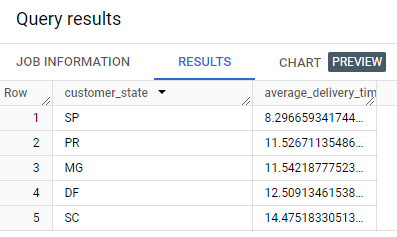 Query results
JOB INFORMATION RESULTS CHART PREVIEW
Row customer_state average_delivery_tim
1 SP 8.296659341744...
2 PR 11.52671135486...
3 MG 11.54218777523...
4 DF 12.50913461538...
5 SC 14.47518330513...